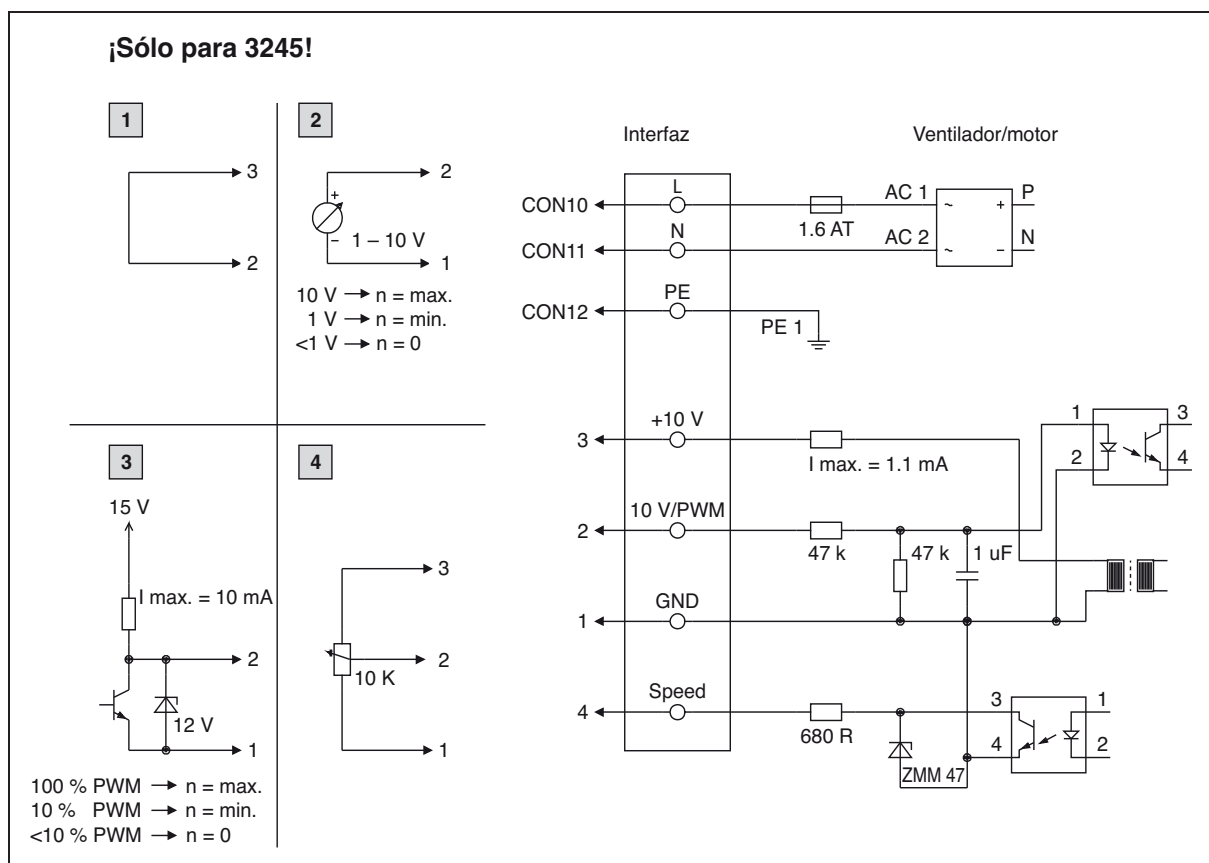 ¡Sólo para 3245!
1
3
2
2
2
+
–
1 – 10 V
1
10 V → n = max.
1 V → n = min.
<1 V → n = 0
3
15 V
I max. = 10 mA
2
12 V
1
100 % PWM → n = max.
10 % PWM → n = min.
<10 % PWM → n = 0
4
3
2
10 K
1
Interfaz
Ventilador/motor
CON10
L
1.6 AT
AC 1
~
+
P
CON11
N
AC 2
~
–
N
CON12
PE
PE 1
3
+10 V
I max. = 1.1 mA
1
2
3
4
2
10 V/PWM
47 k
47 k
1 uF
1
GND
4
Speed
680 R
ZMM 47
3
4
1
2